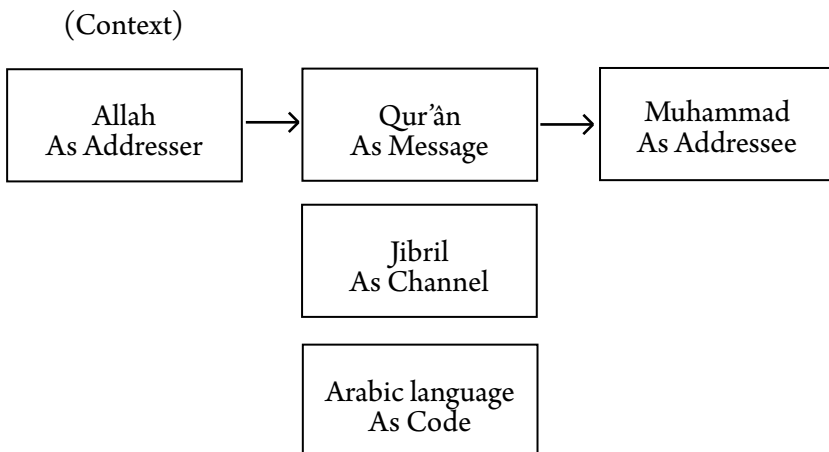 (Context)
Allah
As Addresser
Qur’ân
As Message
Muhammad
As Addressee
Jibril
As Channel
Arabic language
As Code